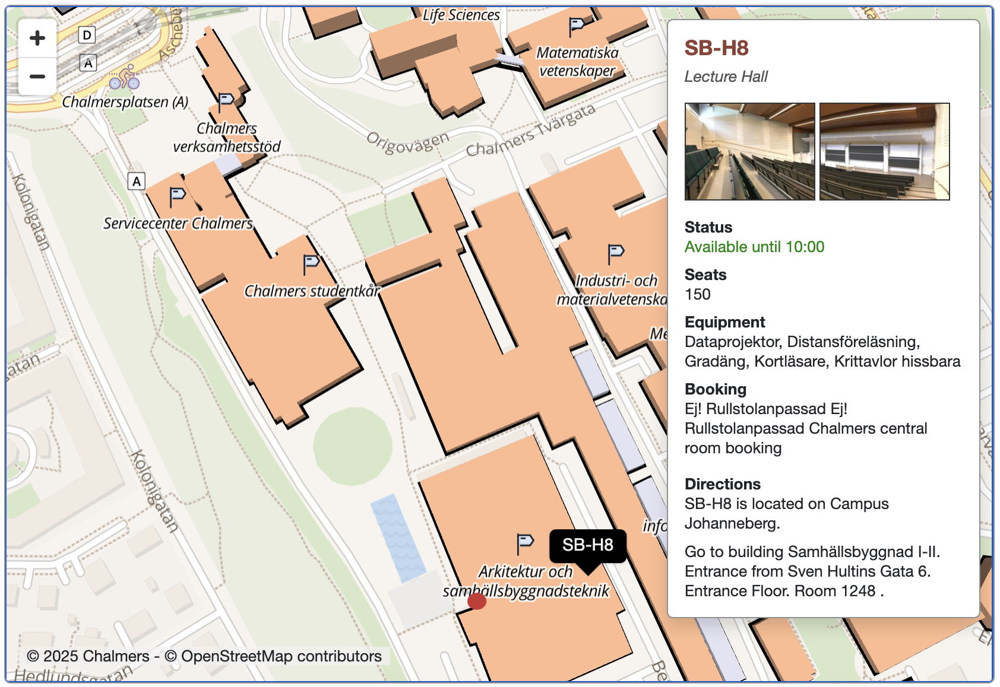 +
−
D
A
Aschebe
Chalmersplatsen (A)
Life Sciences
Matematiska
vetenskaper
Chalmers
verksamhetsstöd
Origovägen
Chalmers Tvärgata
A
Kolonigatan
Servicecenter Chalmers
Chalmers studentkår
Industri- och
materialvetenska
Me
gatan
Kolonigatan
info
SB-H8
Arkitektur och
samhällsbyggnadsteknik
Be
Hedlundsgatan
© 2025 Chalmers - © OpenStreetMap contributors
SB-H8
Lecture Hall
Status
Available until 10:00
Seats
150
Equipment
Dataprojektor, Distansföreläsning,
Gradäng, Kortläsare, Krittavlor hissbara
Booking
Ej! Rullstolanpassad Ej!
Rullstolanpassad Chalmers central
room booking
Directions
SB-H8 is located on Campus
Johanneberg.
Go to building Samhällsbyggnad I-II.
Entrance from Sven Hultins Gata 6.
Entrance Floor. Room 1248 .